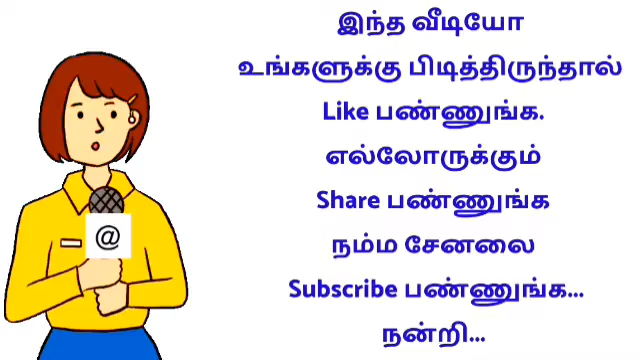 இந்த வீடியோ
உங்களுக்கு பிடித்திருந்தால்
Like பண்ணுங்க.
எல்லோருக்கும்
Share பண்ணுங்க
நம்ம சேனலை
Subscribe பண்ணுங்க...
நன்றி...
@